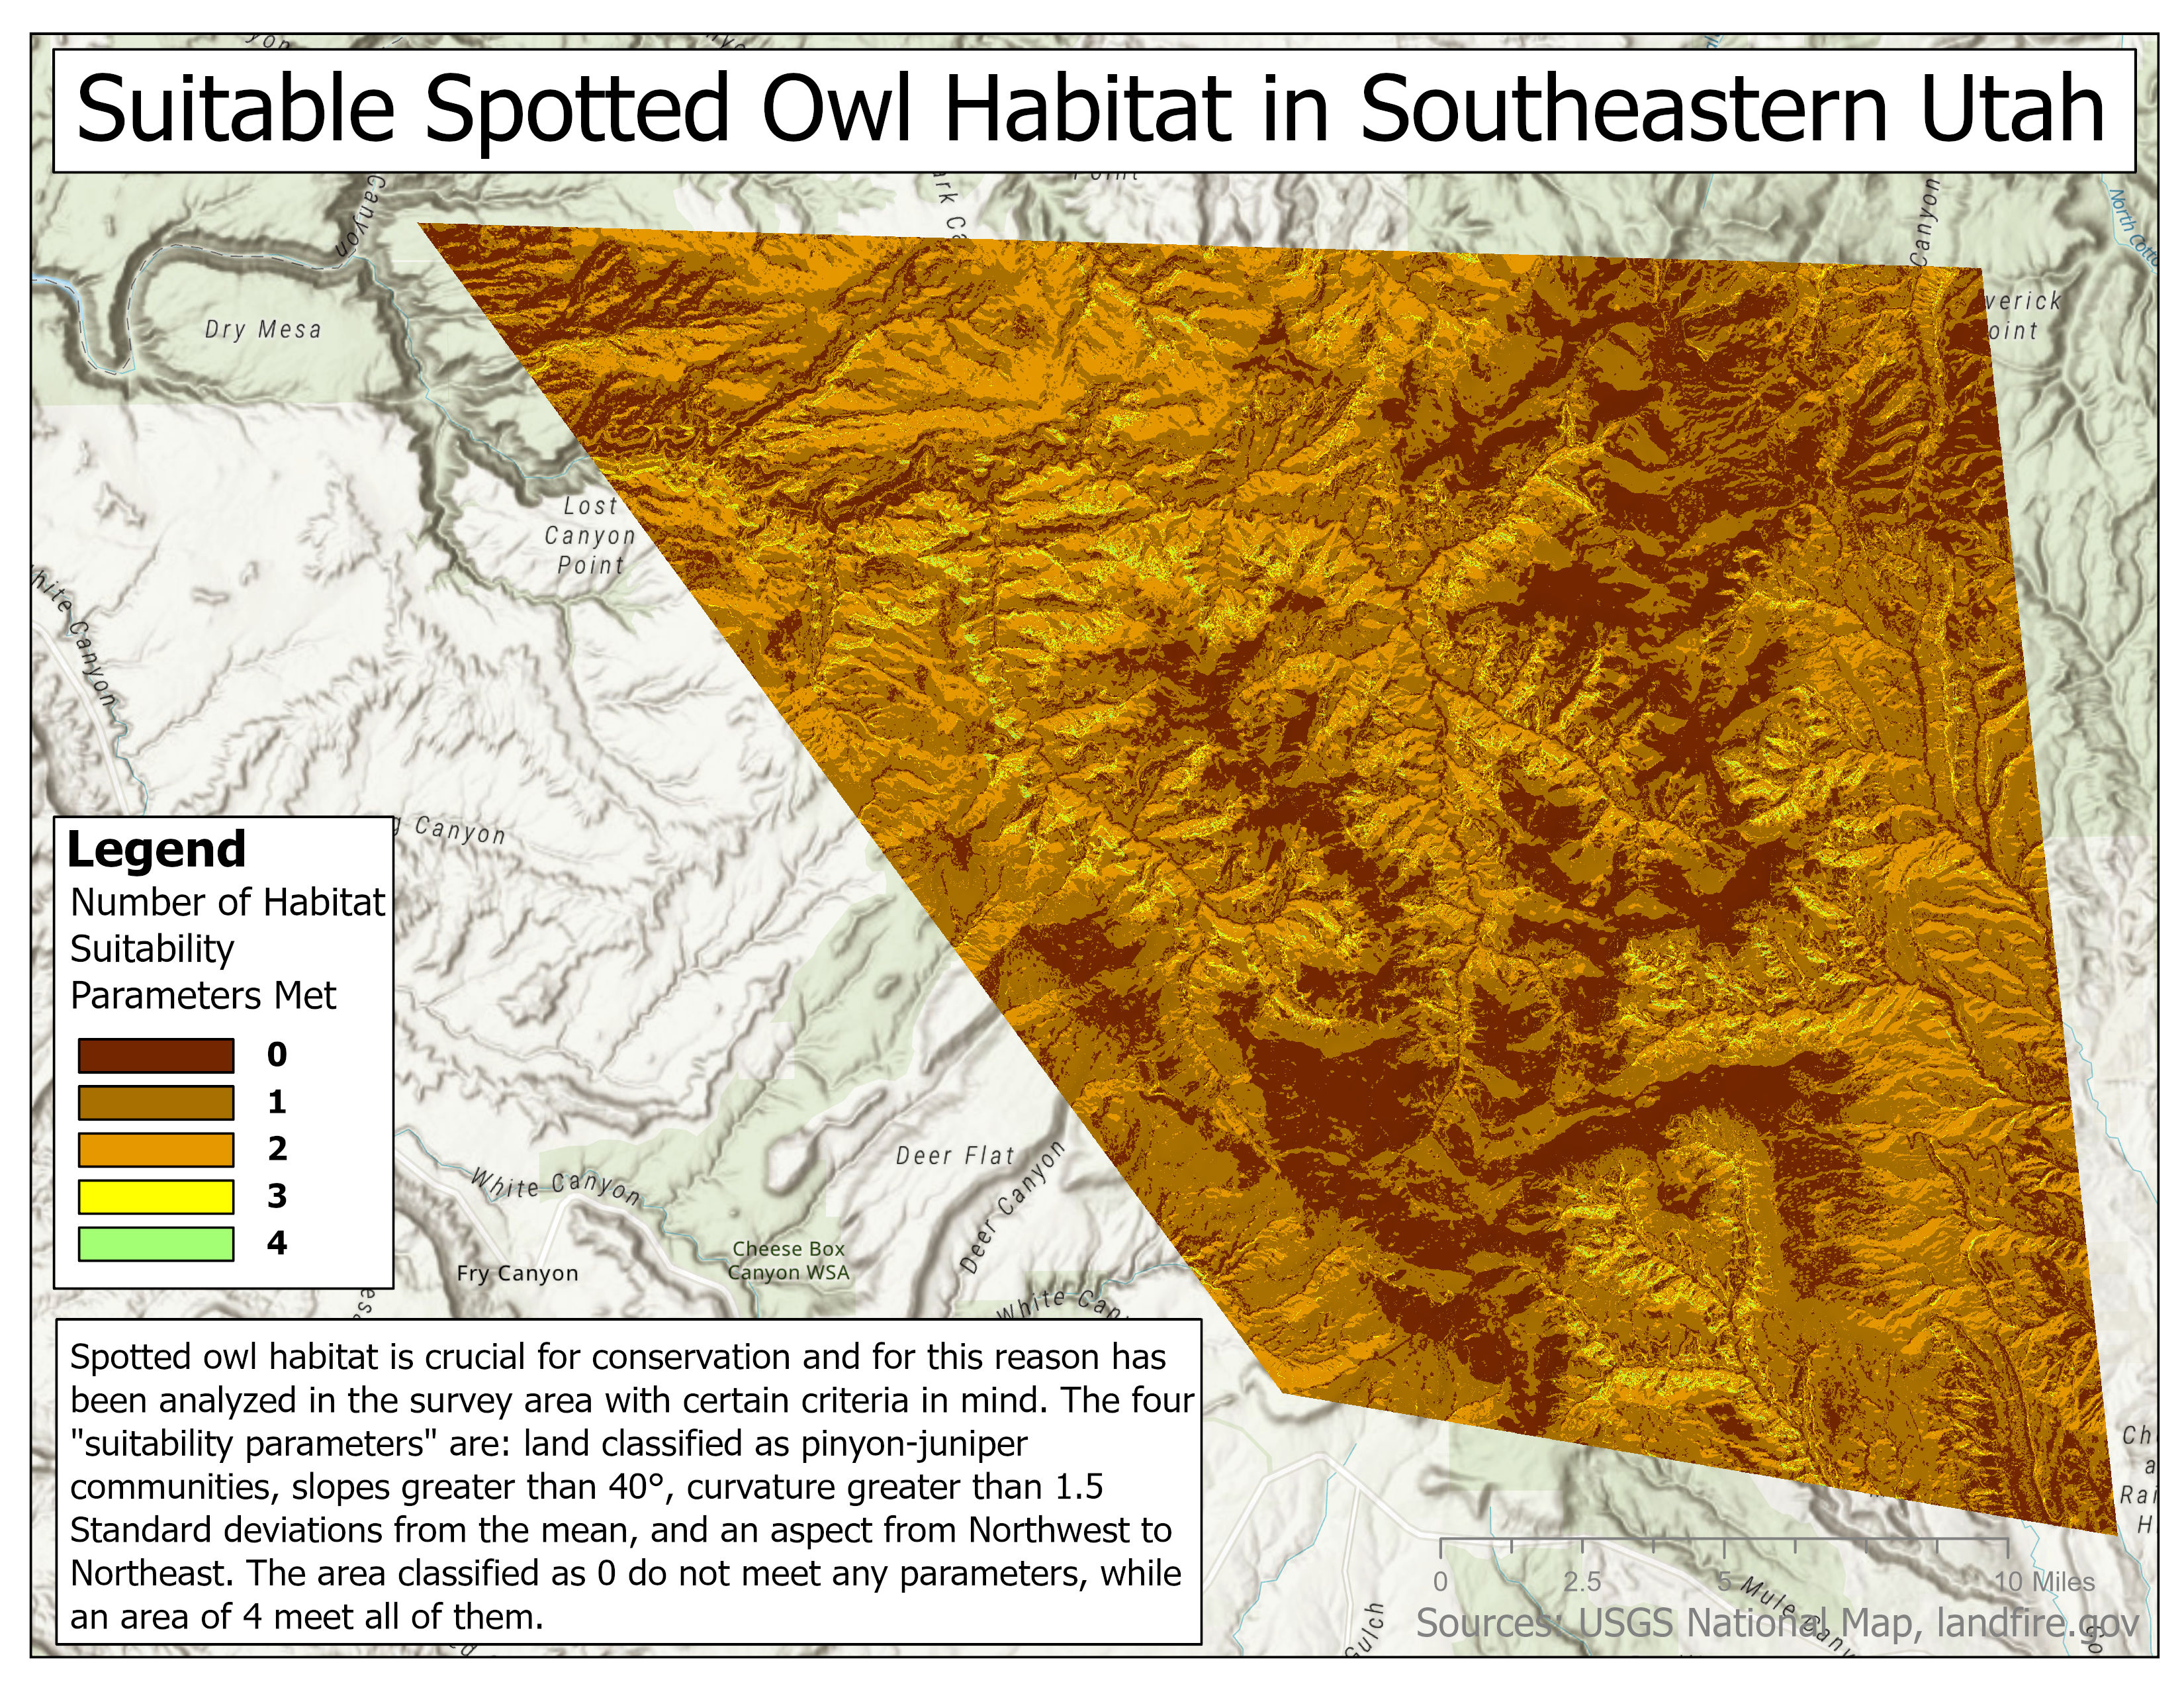 Suitable Spotted Owl Habitat in Southeastern Utah
Canyon
Canyon
North Cotto
Dry Mesa
verick
oint
Lost
Canyon
Point
White Canyon
Canyon
Legend
Number of Habitat
Suitability
Parameters Met
0
1
2
3
4
White Canyon
Deer Flat
Deer Canyon
Cheese Box
Canyon WSA
Fry Canyon
White Can
Spotted owl habitat is crucial for conservation and for this reason has
been analyzed in the survey area with certain criteria in mind. The four
"suitability parameters" are: land classified as pinyon-juniper
communities, slopes greater than 40°, curvature greater than 1.5
Standard deviations from the mean, and an aspect from Northwest to
Northeast. The area classified as 0 do not meet any parameters, while
an area of 4 meet all of them.
Ch
a
Rai
H
0 2.5 5 10 Miles
Mule Cany
Sources: USGS National Map, landfire.gov
Gulch